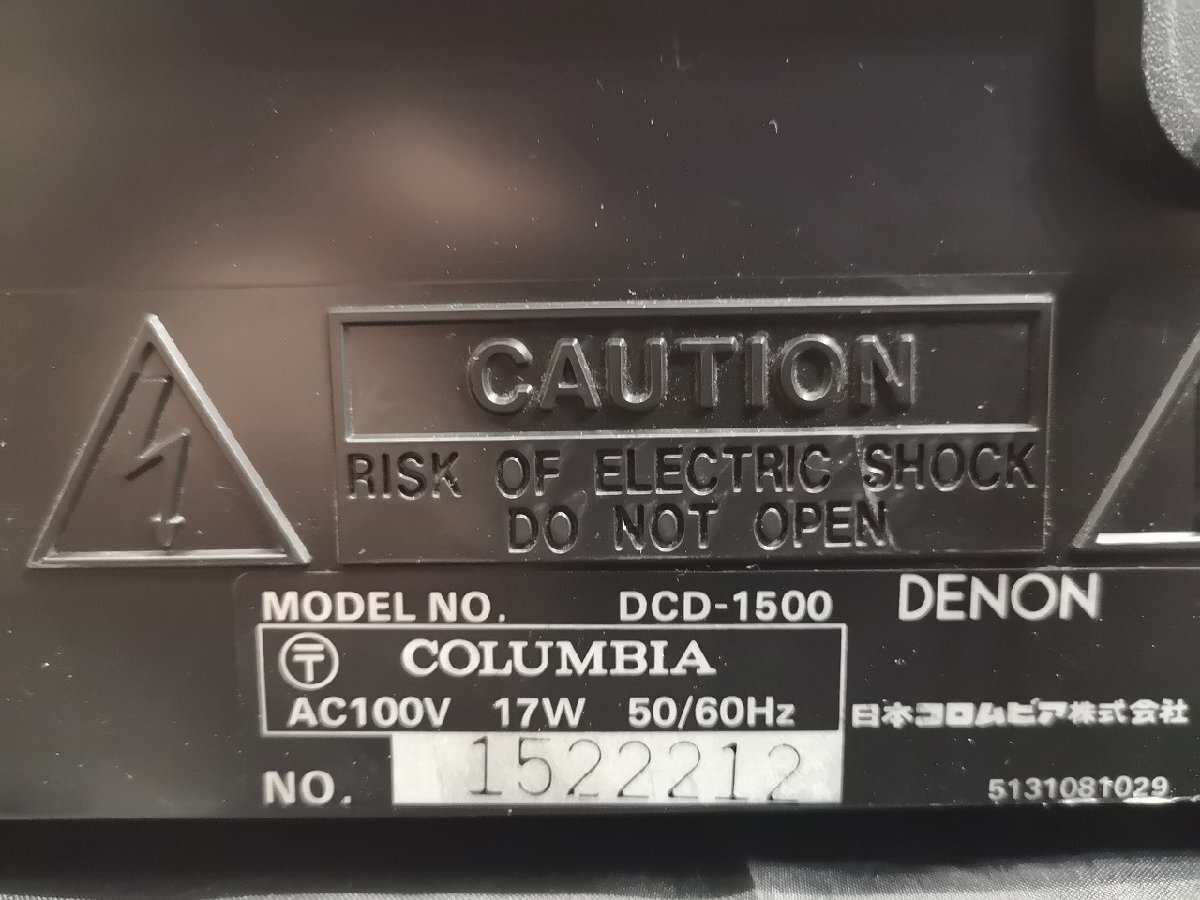 CAUTION
RISK OF ELECTRIC SHOCK
DO NOT OPEN
MODEL NO. DCD-1500 DENON
〒 COLUMBIA
AC100V 17W 50/60Hz 日本コロムビア株式会社
NO. 1522212 5131081029